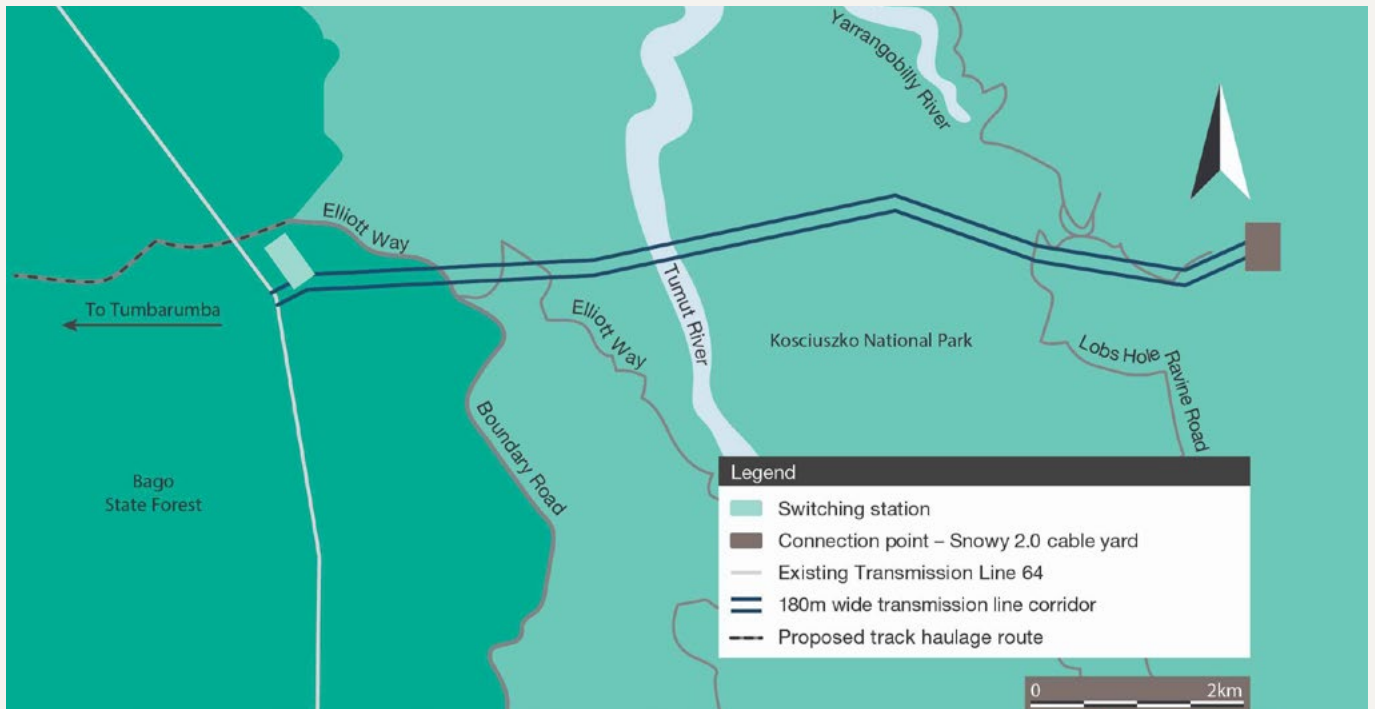 Yarrangobilly River
Elliott Way
To Tumbarumba
Tumut River
Elliott Way
Kosciuszko National Park
Lobs Hole Ravine Road
Boundary Road
Bago
State Forest
Legend
Switching station
Connection point – Snowy 2.0 cable yard
Existing Transmission Line 64
180m wide transmission line corridor
Proposed track haulage route
0 2km